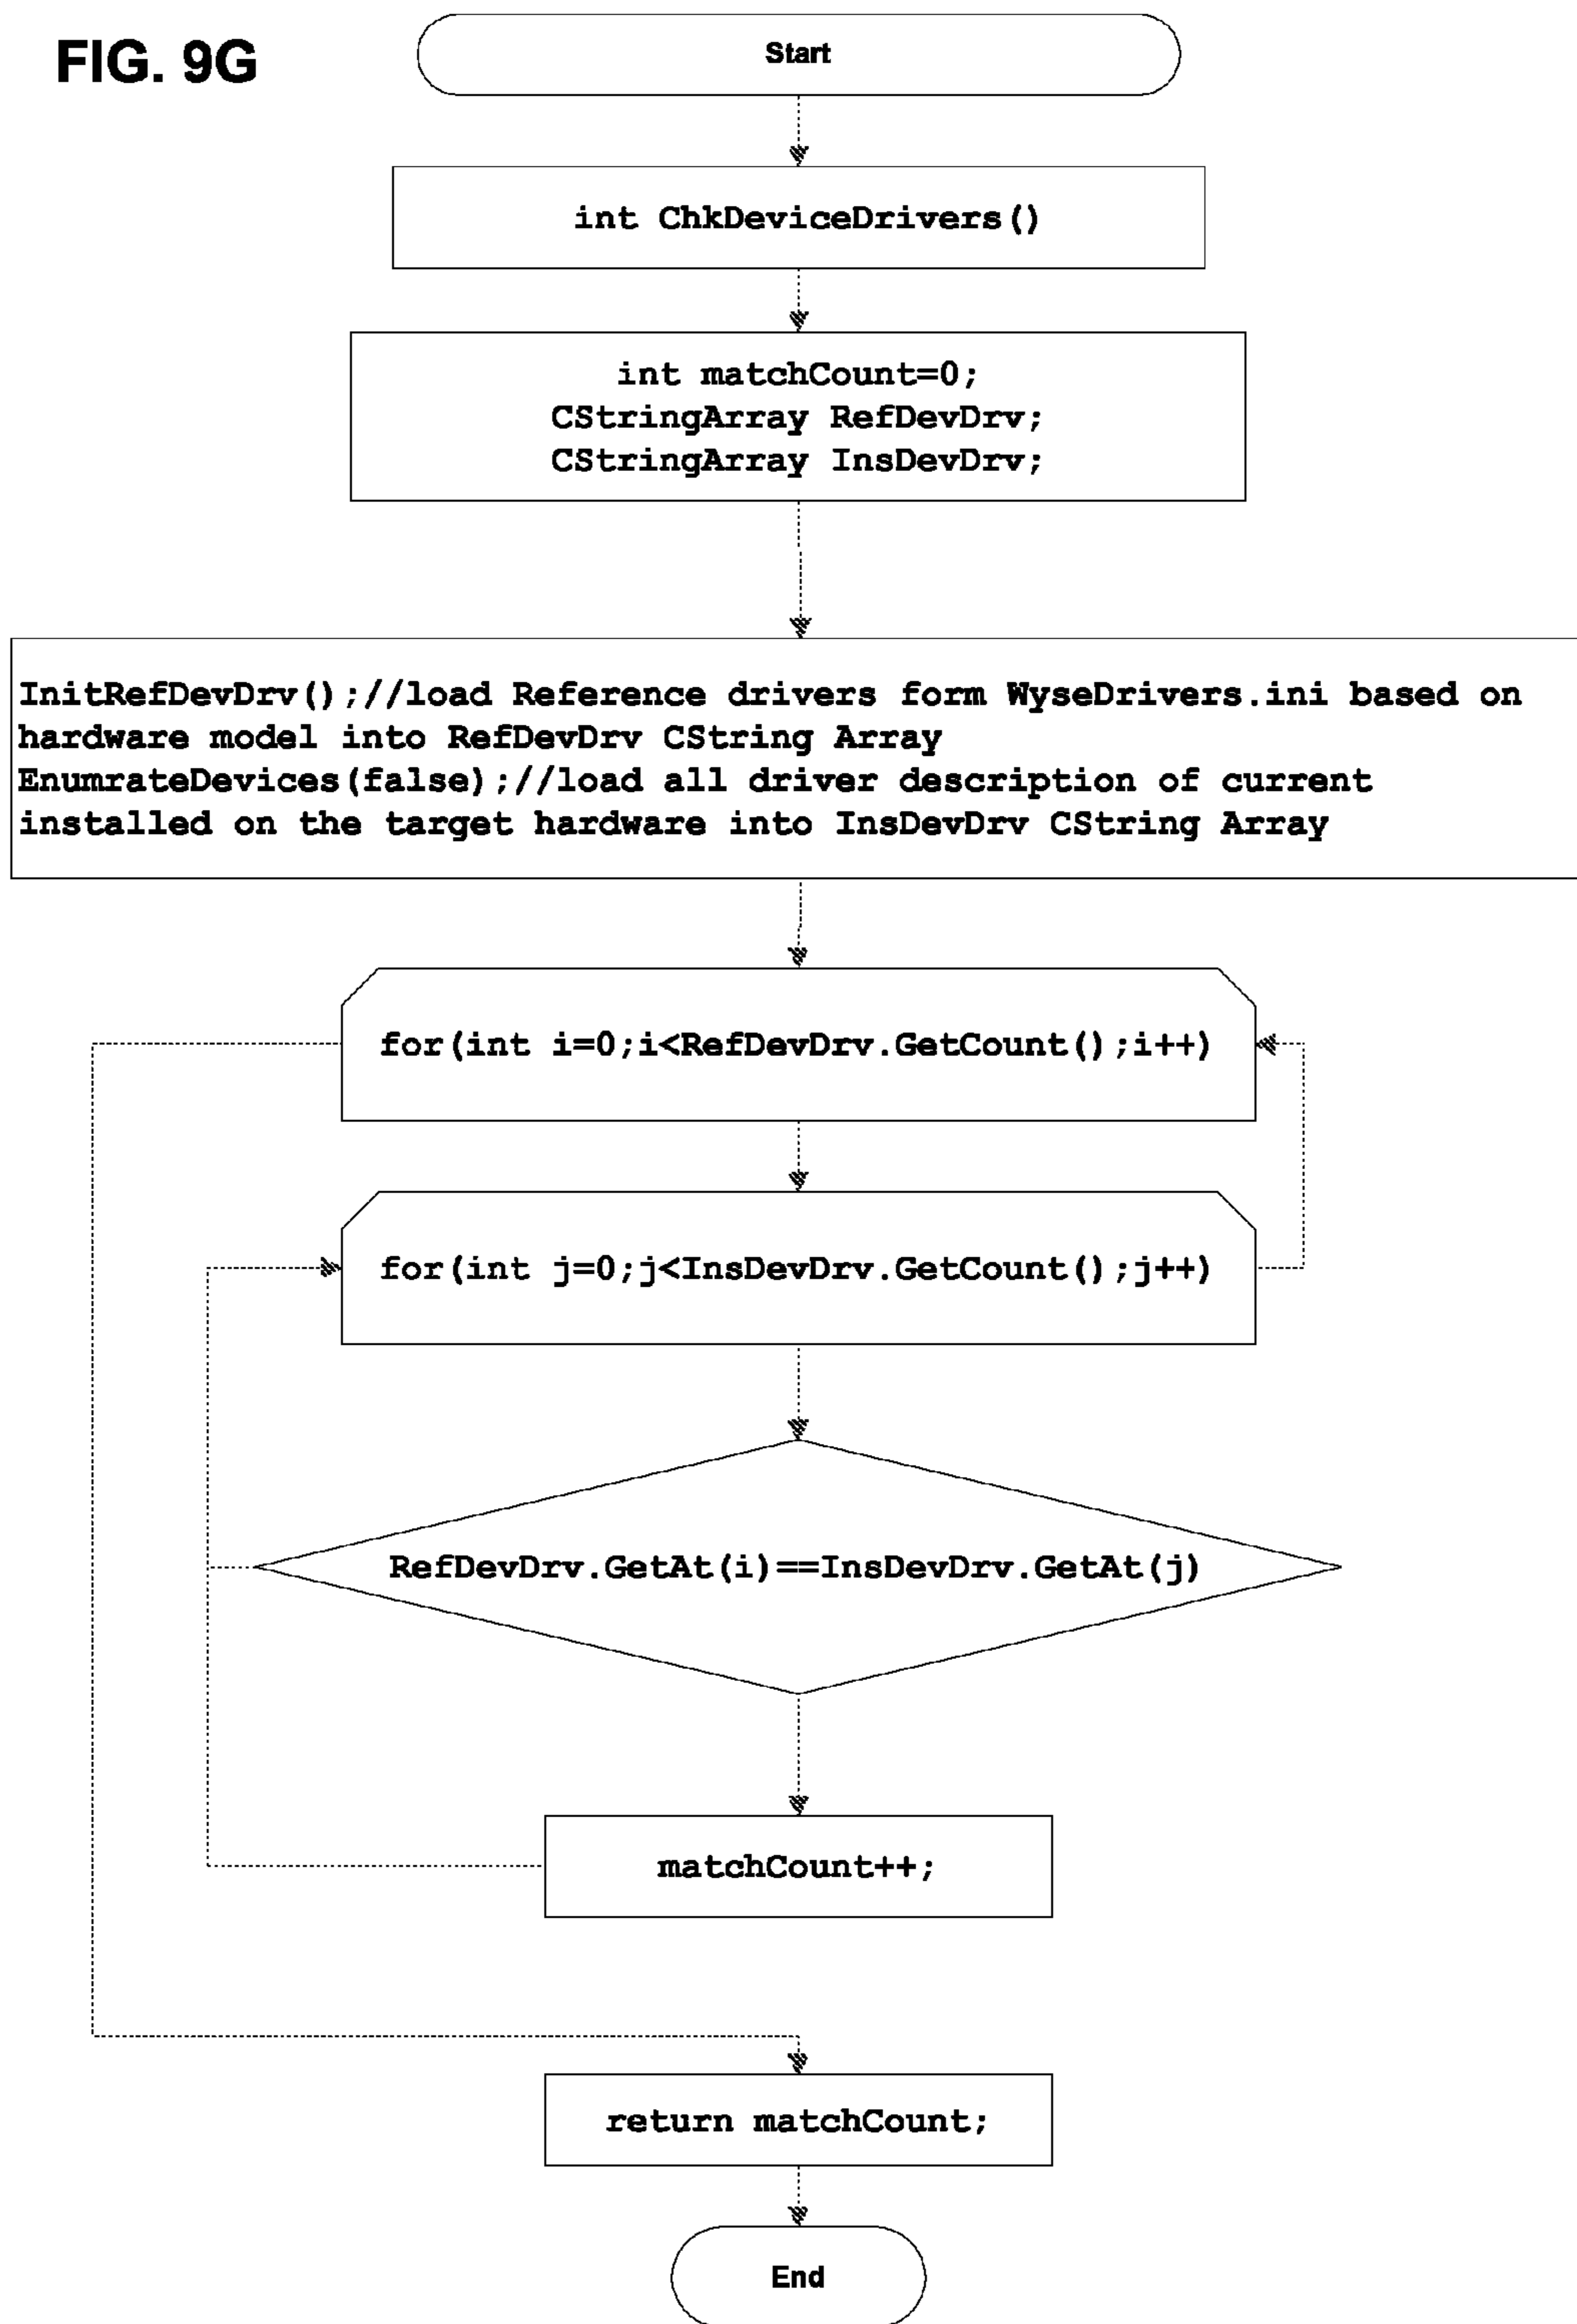 FIG. 9G
Start
int ChkDeviceDrivers()
int matchCount=0;
CStringArray RefDevDrv;
CStringArray InsDevDrv;
InitRefDevDrv();//load Reference drivers form WyseDrivers.ini based on
hardware model into RefDevDrv CString Array
EnumrateDevices(false);//load all driver description of current
installed on the target hardware into InsDevDrv CString Array
for(int i=0;i<RefDevDrv.GetCount();i++)
for(int j=0;j<InsDevDrv.GetCount();j++)
RefDevDrv.GetAt(i)==InsDevDrv.GetAt(j)
matchCount++;
return matchCount;
End